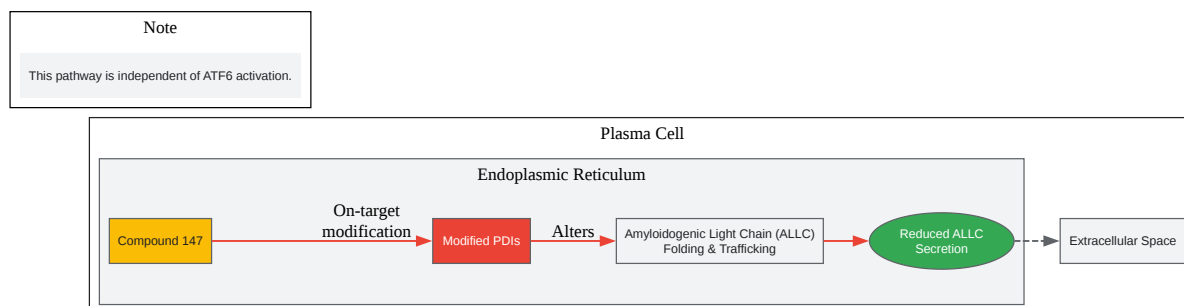 Note
This pathway is independent of ATF6 activation.
Plasma Cell
Endoplasmic Reticulum
Compound 147
On-target
modification
Modified PDIs
Alters
Amyloidogenic Light Chain (ALLC)
Folding & Trafficking
Reduced ALLC
Secretion
Extracellular Space